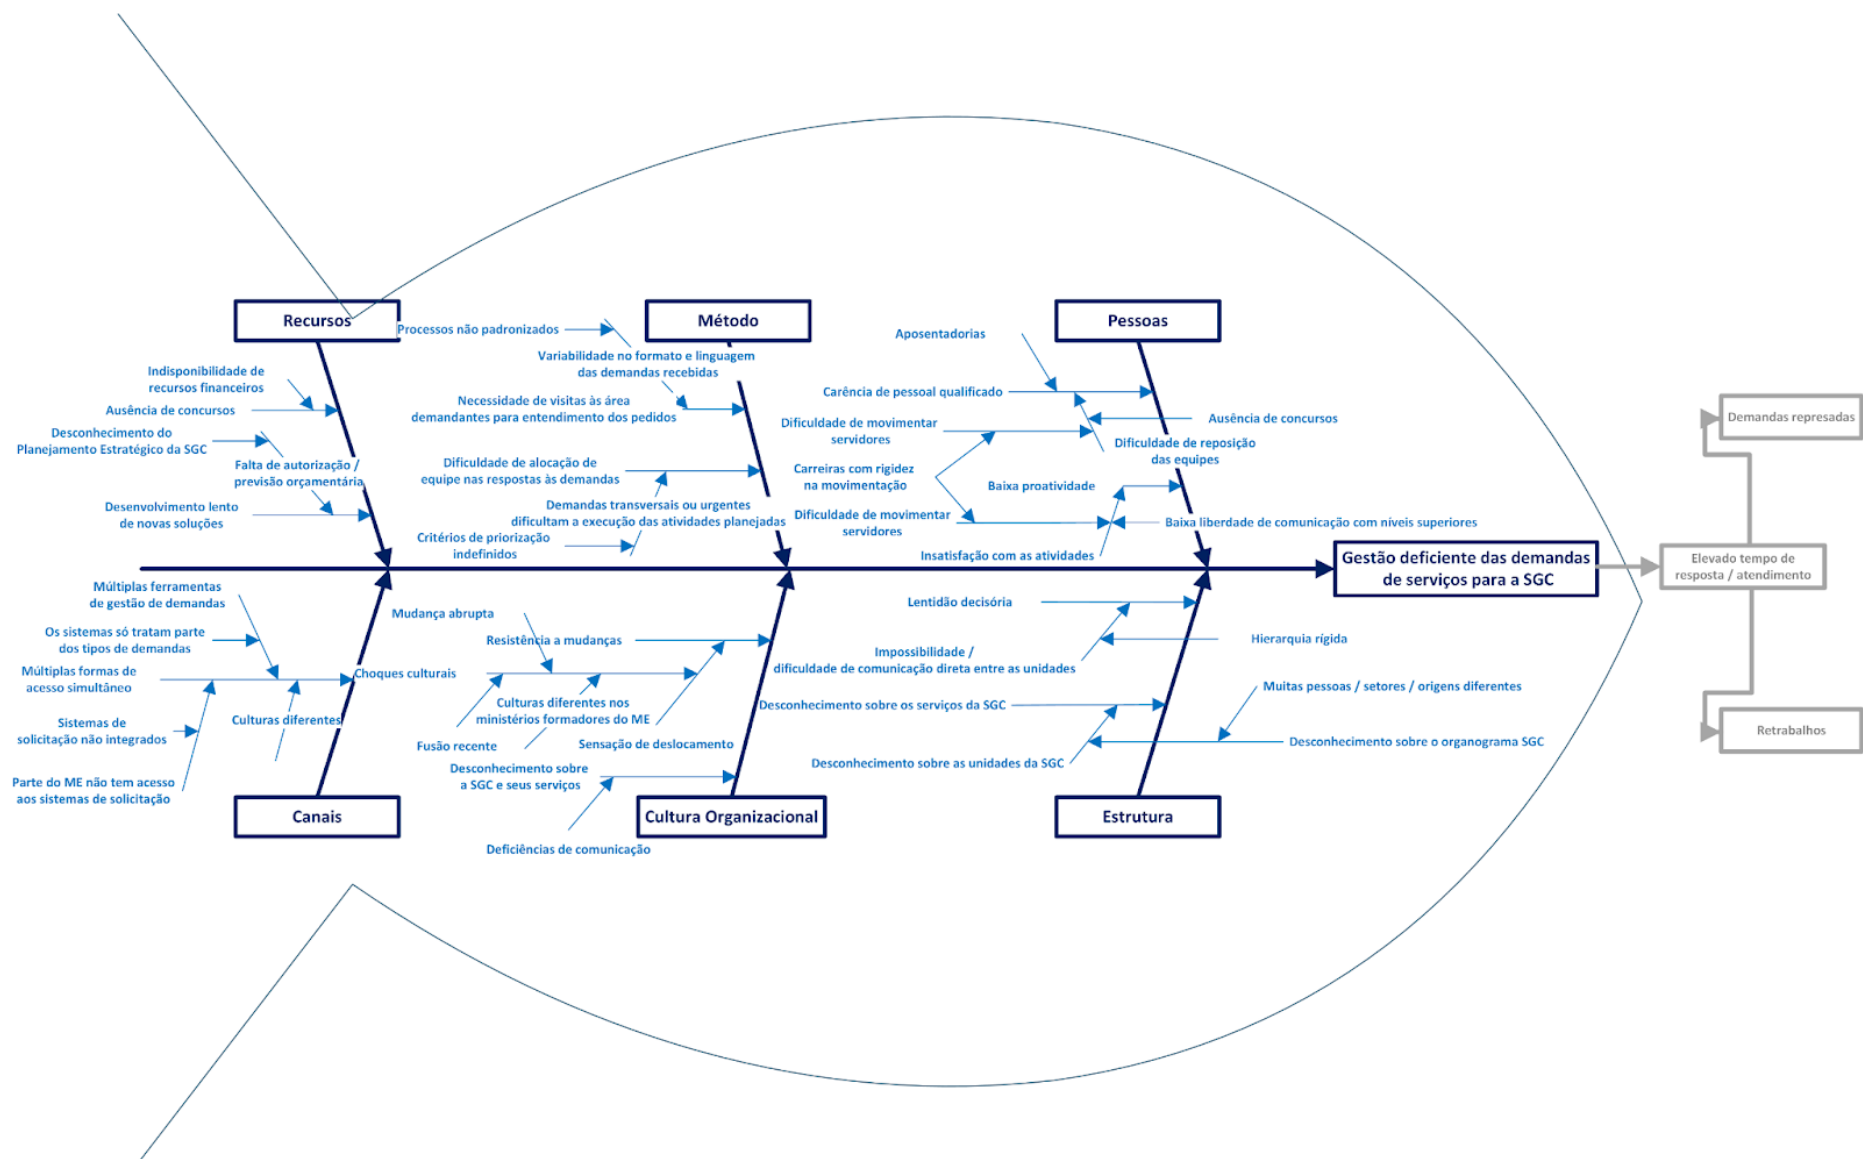 Recursos
Método
Pessoas
Processos não padronizados
Aposentadorias
Variabilidade no formato e linguagem
das demandas recebidas
Indisponibilidade de
recursos financeiros
Carência de pessoal qualificado
Ausência de concursos
Necessidade de visitas às área
demandantes para entendimento dos pedidos
Dificuldade de movimentar
servidores
Ausência de concursos
Desconhecimento do
Planejamento Estratégico da SGC
Dificuldade de reposição
das equipes
Falta de autorização /
previsão orçamentária
Dificuldade de alocação de
equipe nas respostas às demandas
Carreiras com rigidez
na movimentação
Baixa proatividade
Desenvolvimento lento
de novas soluções
Demandas transversais ou urgentes
dificultam a execução das atividades planejadas
Dificuldade de movimentar
servidores
Baixa liberdade de comunicação com níveis superiores
Critérios de priorização
indefinidos
Insatisfação com as atividades
Gestão deficiente das demandas
de serviços para a SGC
Elevado tempo de
resposta / atendimento
Demandas represadas
Retrabalhos
Múltiplas ferramentas
de gestão de demandas
Os sistemas só tratam parte
dos tipos de demandas
Múltiplas formas de
acesso simultâneo
Culturas diferentes
Sistemas de
solicitação não integrados
Parte do ME não tem acesso
aos sistemas de solicitação
Mudança abrupta
Resistência a mudanças
Choques culturais
Culturas diferentes nos
ministérios formadores do ME
Fusão recente
Sensação de deslocamento
Desconhecimento sobre
a SGC e seus serviços
Deficiências de comunicação
Lentidão decisória
Hierarquia rígida
Impossibilidade /
dificuldade de comunicação direta entre as unidades
Muitas pessoas / setores / origens diferentes
Desconhecimento sobre os serviços da SGC
Desconhecimento sobre o organograma SGC
Desconhecimento sobre as unidades da SGC
Canais
Cultura Organizacional
Estrutura